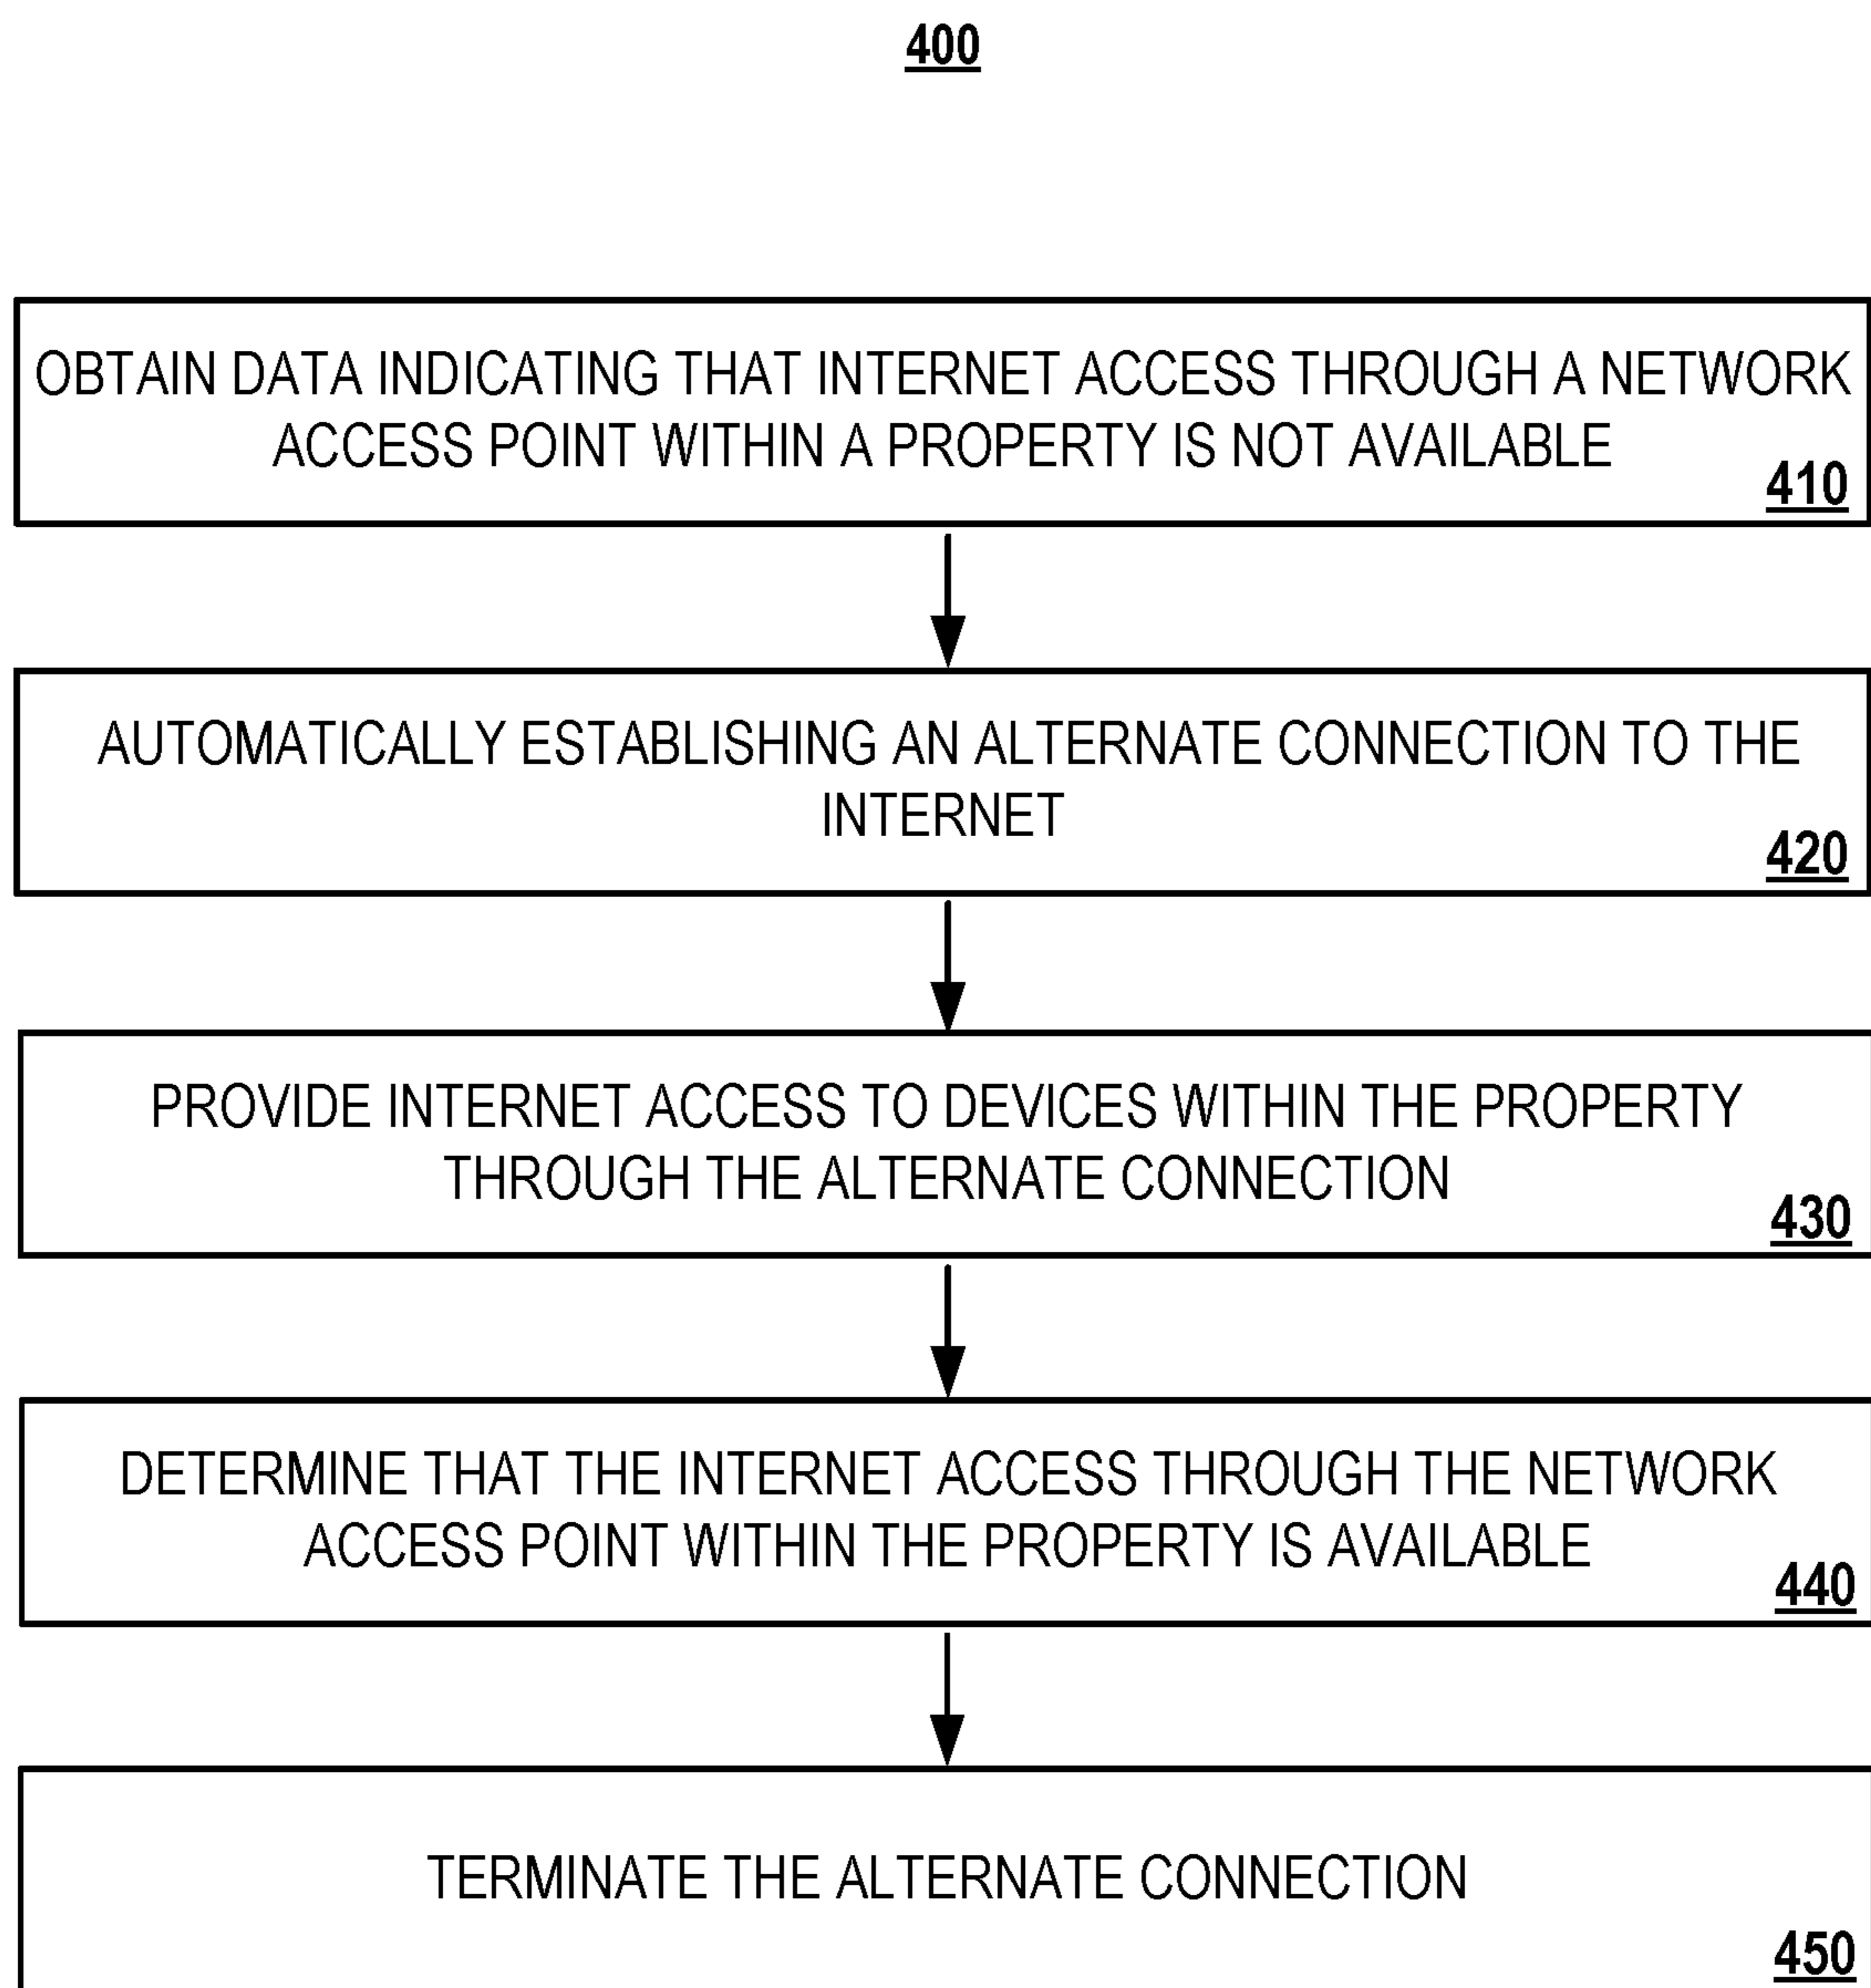 400
OBTAIN DATA INDICATING THAT INTERNET ACCESS THROUGH A NETWORK
ACCESS POINT WITHIN A PROPERTY IS NOT AVAILABLE
410
AUTOMATICALLY ESTABLISHING AN ALTERNATE CONNECTION TO THE
INTERNET
420
PROVIDE INTERNET ACCESS TO DEVICES WITHIN THE PROPERTY
THROUGH THE ALTERNATE CONNECTION
430
DETERMINE THAT THE INTERNET ACCESS THROUGH THE NETWORK
ACCESS POINT WITHIN THE PROPERTY IS AVAILABLE
440
TERMINATE THE ALTERNATE CONNECTION
450